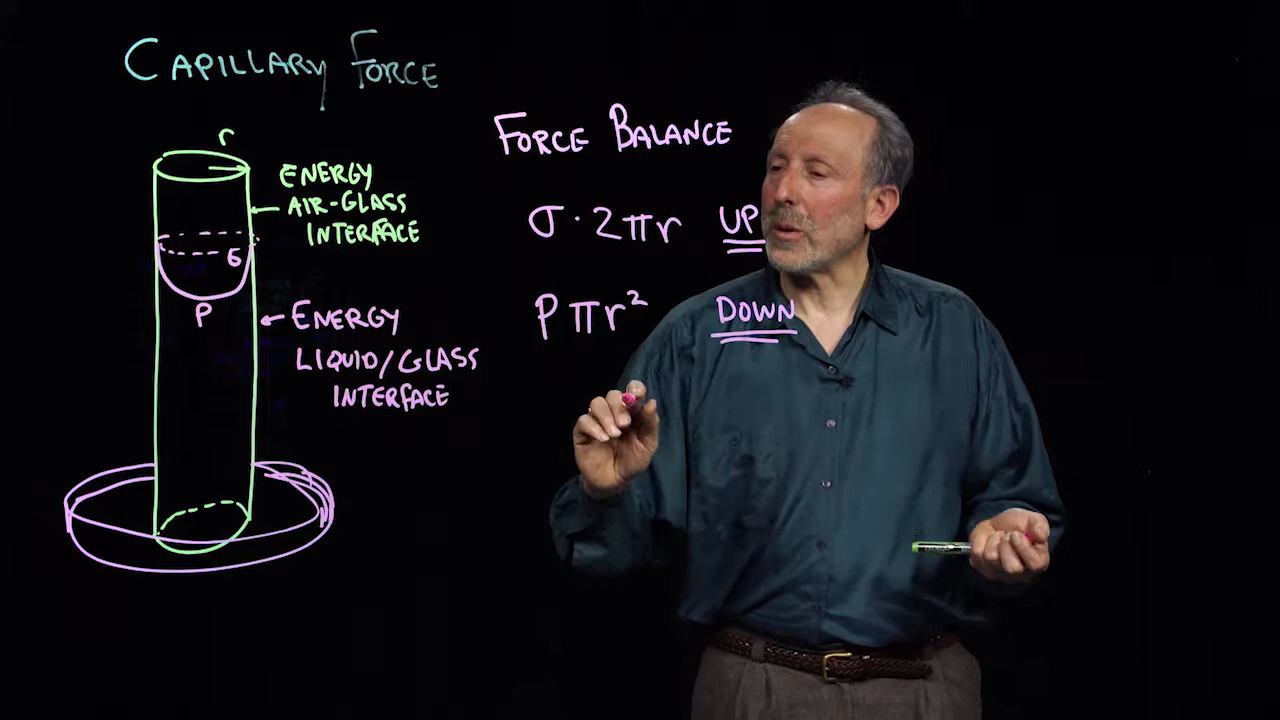 CAPILLARY FORCE
r
ENERGY
AIR-GLASS
INTERFACE
σ
P
ENERGY
LIQUID/GLASS
INTERFACE
FORCE BALANCE
σ · 2πr UP
P πr² DOWN